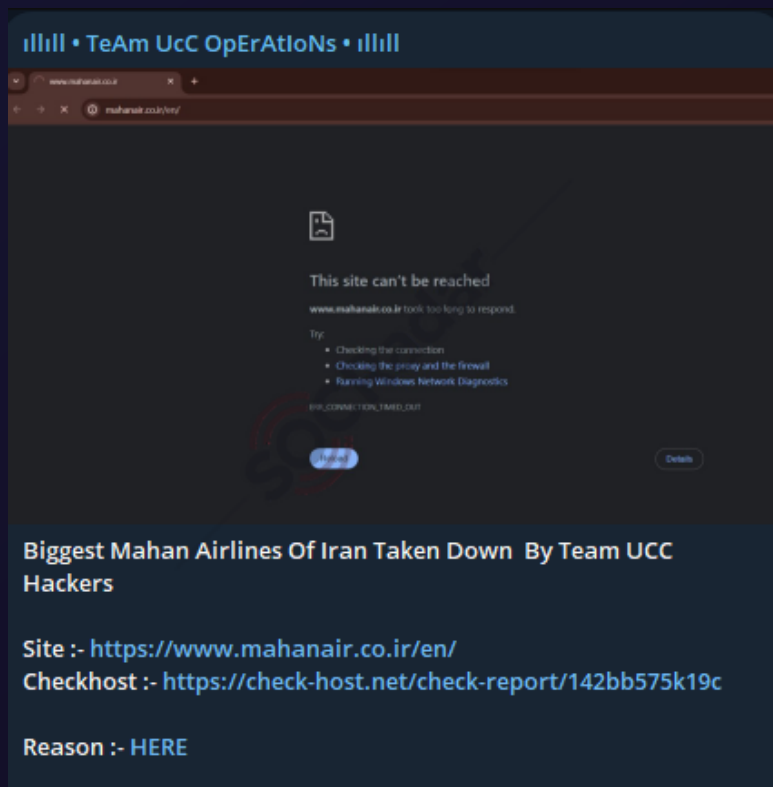 ıllıll • TeAm UcC OpErAtIoNs • ıllıll
www.mahanair.co.ir
mahanair.co.ir/en/
This site can't be reached
www.mahanair.co.ir took too long to respond.
Try:
• Checking the connection
• Checking the proxy and the firewall
• Running Windows Network Diagnostics
ERR_CONNECTION_TIMED_OUT
Reload
Details
Biggest Mahan Airlines Of Iran Taken Down By Team UCC
Hackers
Site :- https://www.mahanair.co.ir/en/
Checkhost :- https://check-host.net/check-report/142bb575k19c
Reason :- HERE